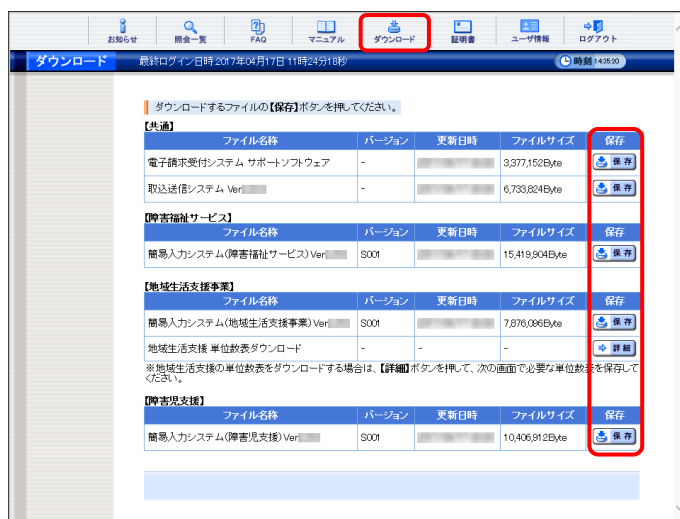 お知らせ 照会一覧 FAQ マニュアル ダウンロード 証明書 ユーザ情報 ログアウト
ダウンロード 最終ログイン日時:2017年04月17日 11時24分18秒 時刻 14:35:20
ダウンロードするファイルの【保存】ボタンを押してください。
【共通】
ファイル名称 バージョン 更新日時 ファイルサイズ 保存
電子請求受付システム サポートソフトウェア - 3,377,152Byte 保存
取込送信システム Ver - 6,733,824Byte 保存
【障害福祉サービス】
ファイル名称 バージョン 更新日時 ファイルサイズ 保存
簡易入力システム(障害福祉サービス)Ver S001 15,419,904Byte 保存
【地域生活支援事業】
ファイル名称 バージョン 更新日時 ファイルサイズ 保存
簡易入力システム(地域生活支援事業)Ver S001 7,876,096Byte 保存
地域生活支援 単位数表ダウンロード - - - 詳細
※地域生活支援の単位数表をダウンロードする場合は、【詳細】ボタンを押して、次の画面で必要な単位数表を保存して
ください。
【障害児支援】
ファイル名称 バージョン 更新日時 ファイルサイズ 保存
簡易入力システム(障害児支援)Ver S001 10,406,912Byte 保存